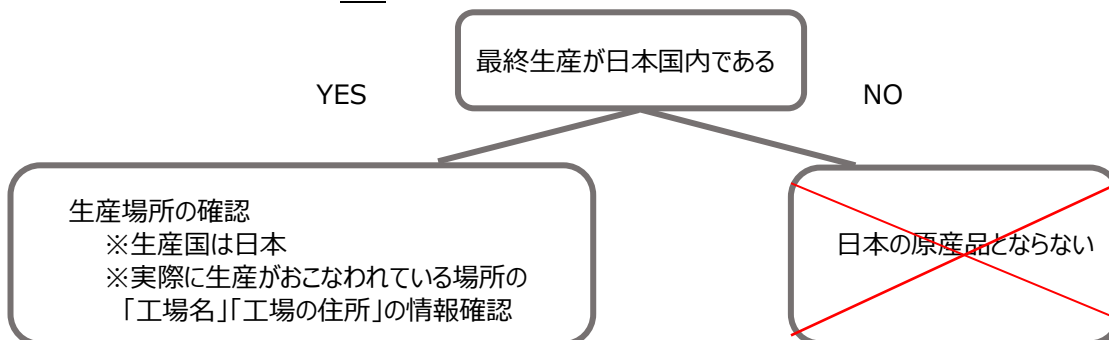 最終生産が日本国内である
YES
NO
生産場所の確認
※生産国は日本
※実際に生産がおこなわれている場所の
「工場名」「工場の住所」の情報確認
日本の原産品とならない